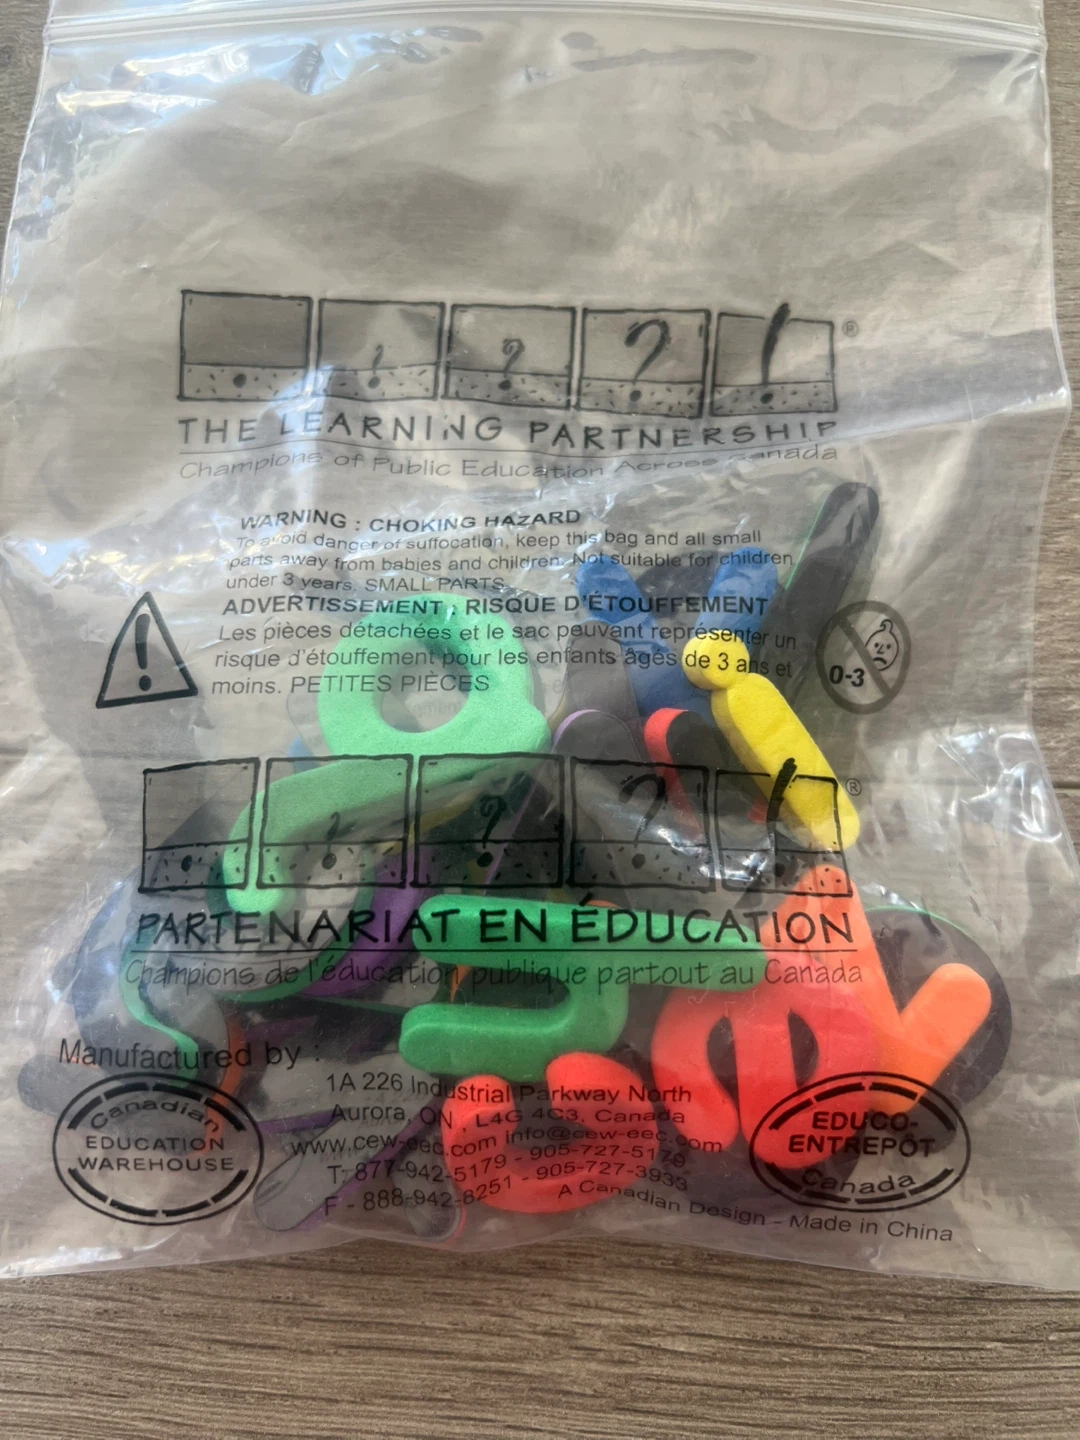 THE LEARNING PARTNERSHIP ®
Champions of Public Education Across Canada
WARNING : CHOKING HAZARD
To avoid danger of suffocation, keep this bag and all small
parts away from babies and children. Not suitable for children
under 3 years. SMALL PARTS
ADVERTISSEMENT : RISQUE D'ÉTOUFFEMENT
Les pièces détachées et le sac peuvant représenter un
risque d'étouffement pour les enfants âgés de 3 ans et
moins. PETITES PIÈCES
0-3
®
PARTENARIAT EN ÉDUCATION
Champions de l'éducation publique partout au Canada
Manufactured by :
Canadian
EDUCATION
WAREHOUSE
1A 226 Industrial Parkway North
Aurora, ON , L4G 4C3, Canada
www.cew-eec.com info@cew-eec.com
T- 877-942-5179 - 905-727-5179
F - 888-942-8251 - 905-727-3933
A Canadian Design - Made in China
EDUCO-
ENTREPÔT
Canada